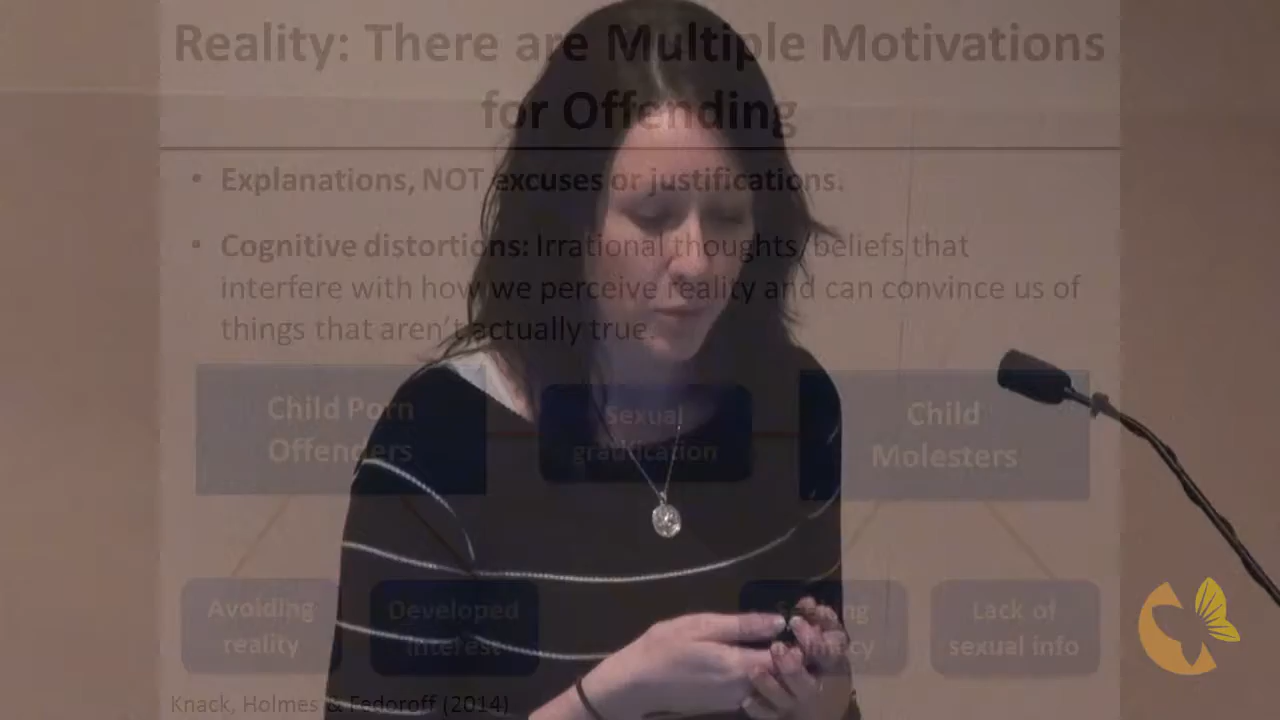 Reality: There are Multiple Motivations
for Offending
• Explanations, NOT excuses or justifications.
• Cognitive distortions: Irrational thoughts, beliefs that
interfere with how we perceive reality and can convince us of
things that aren't actually true.
Child Porn
Offenders
Sexual
gratification
Child
Molesters
Avoiding
reality
Developed
interest
Lack of
sexual info
Knack, Holmes & Fedoroff (2014)